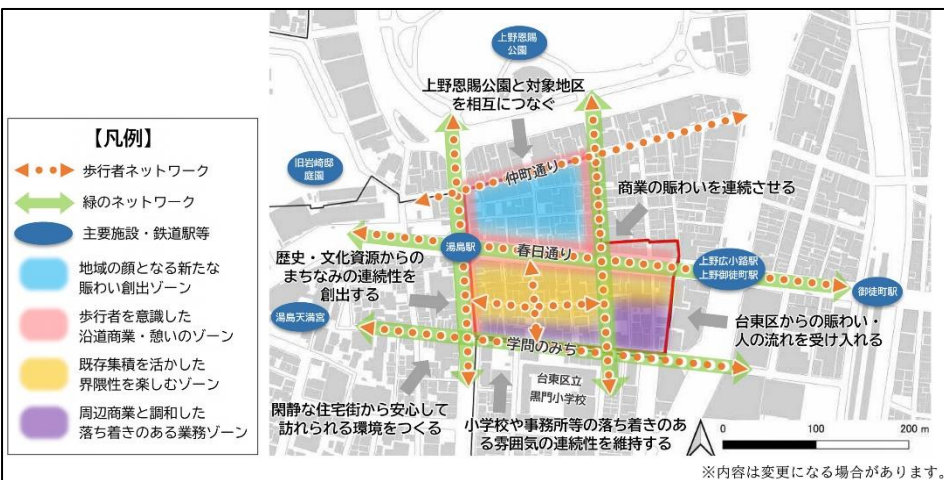 【凡例】
歩行者ネットワーク
緑のネットワーク
主要施設・鉄道駅等
地域の顔となる新たな
賑わい創出ゾーン
歩行者を意識した
沿道商業・憩いのゾーン
既存集積を活かした
界隈性を楽しむゾーン
周辺商業と調和した
落ち着きのある業務ゾーン
上野恩賜
公園
上野恩賜公園と対象地区
を相互につなぐ
旧岩崎邸
庭園
仲町通り
商業の賑わいを連続させる
湯島駅
春日通り
上野広小路駅
上野御徒町駅
御徒町駅
歴史・文化資源からの
まちなみの連続性を
創出する
湯島天満宮
台東区からの賑わい・
人の流れを受け入れる
学問のみち
台東区立
黒門小学校
閑静な住宅街から安心して
訪れられる環境をつくる
小学校や事務所等の落ち着きのあ
る雰囲気の連続性を維持する
0
100
200 m
※内容は変更になる場合があります。